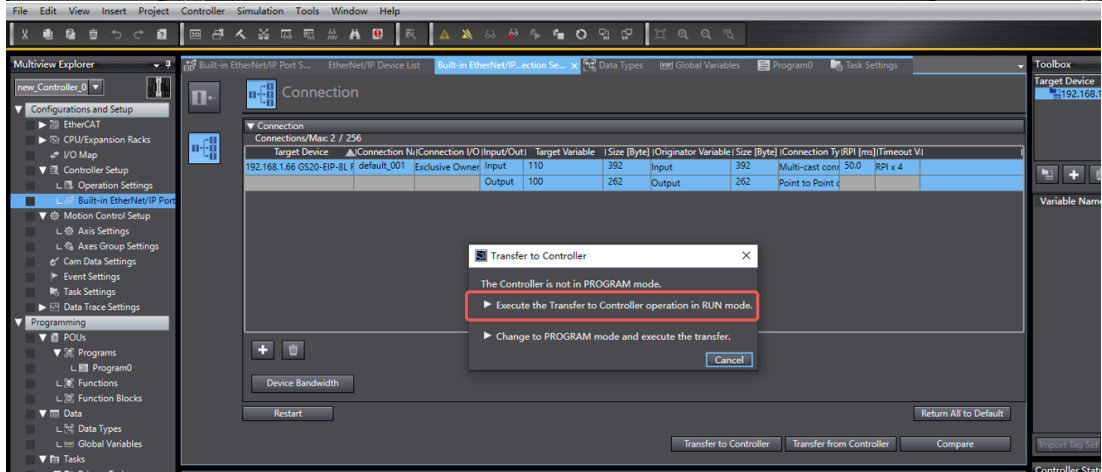 File Edit View Insert Project Controller Simulation Tools Window Help
Multiview Explorer
new_Controller_0
Configurations and Setup
EtherCAT
CPU/Expansion Racks
I/O Map
Controller Setup
Operation Settings
Built-in EtherNet/IP Port
Motion Control Setup
Axis Settings
Axes Group Settings
Cam Data Settings
Event Settings
Task Settings
Data Trace Settings
Programming
POUs
Programs
Program0
Functions
Function Blocks
Data
Data Types
Global Variables
Tasks
Built-in EtherNet/IP Port S... EtherNet/IP Device List Built-in EtherNet/IP...ection Se... Data Types Global Variables Program0 Task Settings
Connection
Connection
Connections/Max: 2 / 256
Target Device Connection N Connection I/O Input/Out Target Variable Size [Byte] Originator Variable Size [Byte] Connection Ty RPI [ms] Timeout V
192.168.1.66 GS20-EIP-8L default_001 Exclusive Owner Input 110 392 Input 392 Multi-cast conn 50.0 RPI x 4
Output 100 262 Output 262 Point to Point c
Transfer to Controller
The Controller is not in PROGRAM mode.
Execute the Transfer to Controller operation in RUN mode.
Change to PROGRAM mode and execute the transfer.
Cancel
Device Bandwidth
Restart Return All to Default
Transfer to Controller Transfer from Controller Compare
Toolbox
Target Device
192.168.1
Variable Name
Import Tag Set
Controller Stat